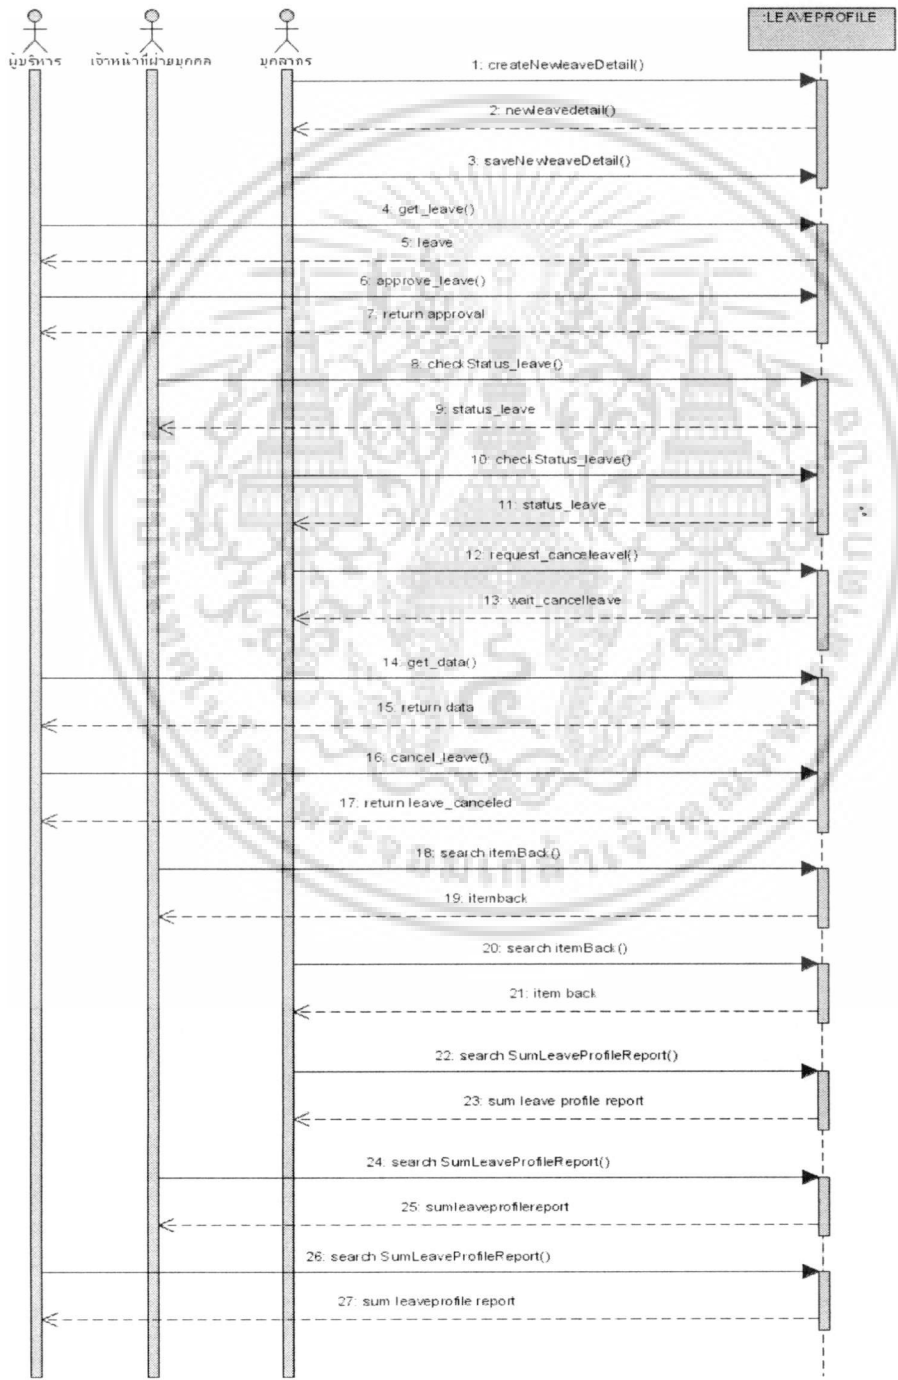 :LEAVEPROFILE
ผู้บริหาร
เจ้าหน้าที่ฝ่ายบุคคล
บุคลากร
1: createNewleaveDetail()
2: newleavedetail()
3: saveNewleaveDetail()
4: get_leave()
5: leave
6: approve_leave()
7: return approval
8: checkStatus_leave()
9: status_leave
10: checkStatus_leave()
11: status_leave
12: request_canceleavel()
13: wait_cancelleave
14: get_data()
15: return data
16: cancel_leave()
17: return leave_canceled
18: search itemBack()
19: itemback
20: search itemBack()
21: item back
22: search SumLeaveProfileReport()
23: sum leave profile report
24: search SumLeaveProfileReport()
25: sumleaveprofilereport
26: search SumLeaveProfileReport()
27: sum leaveprofile report